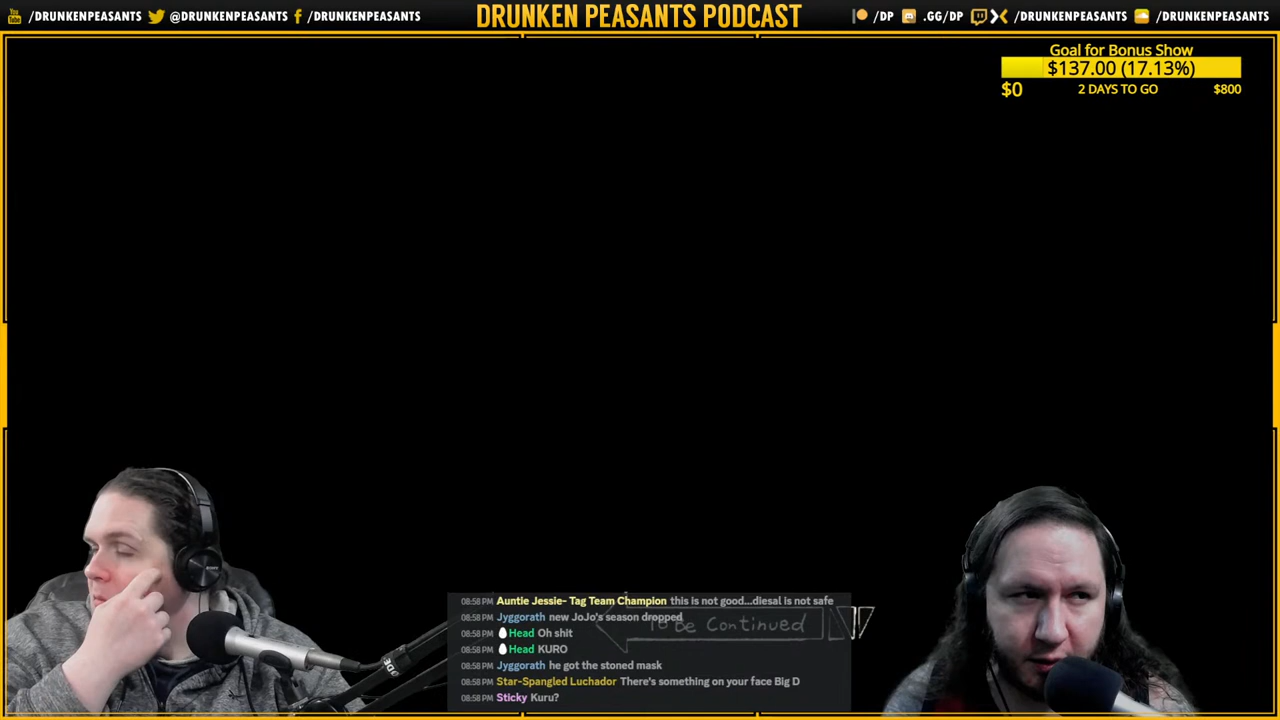 You Tube /DRUNKENPEASANTS @DRUNKENPEASANTS /DRUNKENPEASANTS DRUNKEN PEASANTS PODCAST /DP .GG/DP /DRUNKENPEASANTS /DRUNKENPEASANTS
Goal for Bonus Show
$137.00 (17.13%)
$0 2 DAYS TO GO $800
08:58 PM Auntie Jessie- Tag Team Champion this is not good...diesal is not safe
08:58 PM Jyggorath new JoJo's season dropped
To Be Continued
08:58 PM Head Oh shit
08:58 PM Head KURO
08:58 PM Jyggorath he got the stoned mask
08:58 PM Star-Spangled Luchador There's something on your face Big D
08:58 PM Sticky Kuru?